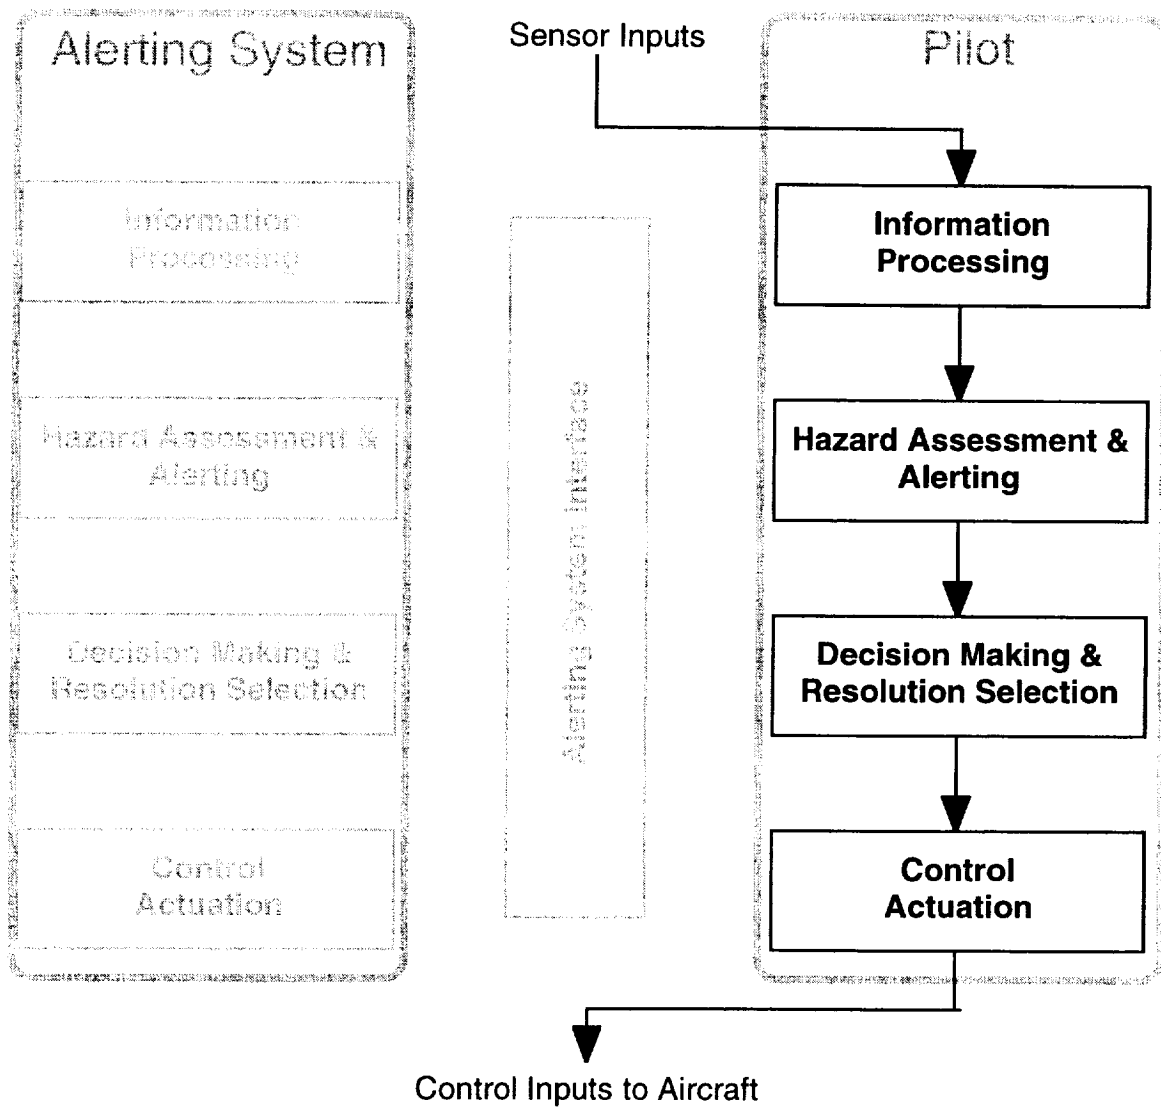 Alerting System
Sensor Inputs
Pilot
Information
Processing
Hazard Assessment &
Alerting
Decision Making &
Resolution Selection
Control
Actuation
Alerting System Interface
Information
Processing
Hazard Assessment &
Alerting
Decision Making &
Resolution Selection
Control
Actuation
Control Inputs to Aircraft